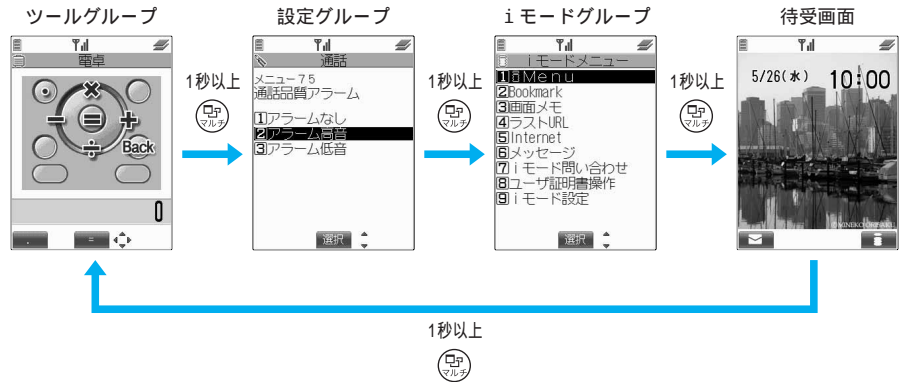 ツールグループ
設定グループ
iモードグループ
待受画面
電卓
Back
0
.
=
1秒以上
マルチ
通話
メニュー75
通話品質アラーム
1アラームなし
2アラーム高音
3アラーム低音
選択
1秒以上
マルチ
iモードメニュー
1iMenu
2Bookmark
3画面メモ
4ラストURL
5Internet
6メッセージ
7iモード問い合わせ
8ユーザ証明書操作
9iモード設定
選択
1秒以上
マルチ
5/26(水) 10:00
©MINEKO ORISAKU
i
1秒以上
マルチ